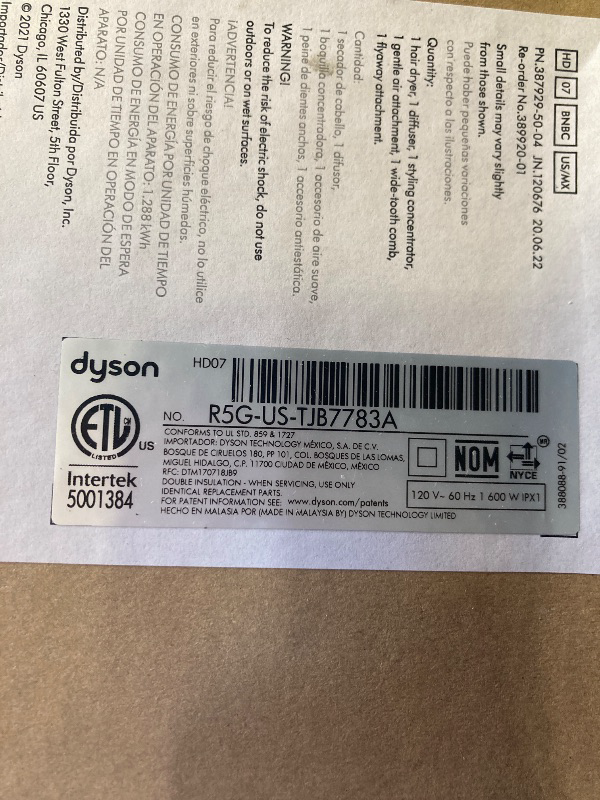 HD 07 BNBC US/MX
PN.387929-50-04 JN.120676 20.06.22
Re-order No.389920-01
Small details may vary slightly
from those shown.
Puede haber pequeñas variaciones
con respecto a las ilustraciones.
Quantity:
1 hair dryer, 1 diffuser, 1 styling concentrator,
1 gentle air attachment, 1 wide-tooth comb,
1 flyaway attachment.
Cantidad:
1 secador de cabello, 1 difusor,
1 boquilla concentradora, 1 accesorio de aire suave,
1 peine de dientes anchos, 1 accesorio antiestática.
WARNING!
To reduce the risk of electric shock, do not use
outdoors or on wet surfaces.
¡ADVERTENCIA!
Para reducir el riesgo de choque eléctrico, no lo utilice
en exteriores ni sobre superficies húmedas.
CONSUMO DE ENERGÍA POR UNIDAD DE TIEMPO
EN OPERACIÓN DEL APARATO: 1.288 kWh
CONSUMO DE ENERGÍA EN MODO DE ESPERA
POR UNIDAD DE TIEMPO EN OPERACIÓN DEL
APARATO: N/A
Distributed by/Distribuida por Dyson, Inc.
1330 West Fulton Street, 5th Floor,
Chicago, IL 60607 US
© 2021 Dyson
dyson
HD07
NO. R5G-US-TJB7783A
ETL
LISTED
US
Intertek
5001384
CONFORMS TO UL STD. 859 & 1727
IMPORTADOR: DYSON TECHNOLOGY MÉXICO, S.A. DE C.V.
BOSQUE DE CIRUELOS 180, PP 101, COL. BOSQUES DE LAS LOMAS,
MIGUEL HIDALGO, C.P. 11700 CIUDAD DE MÉXICO, MÉXICO
RFC: DTM170718JB9
DOUBLE INSULATION - WHEN SERVICING, USE ONLY
IDENTICAL REPLACEMENT PARTS.
FOR PATENT INFORMATION SEE: www.dyson.com/patents
HECHO EN MALASIA POR (MADE IN MALAYSIA BY) DYSON TECHNOLOGY LIMITED
NOM
NYCE
MR
120 V~ 60 Hz 1 600 W IPX1
388088-91/02